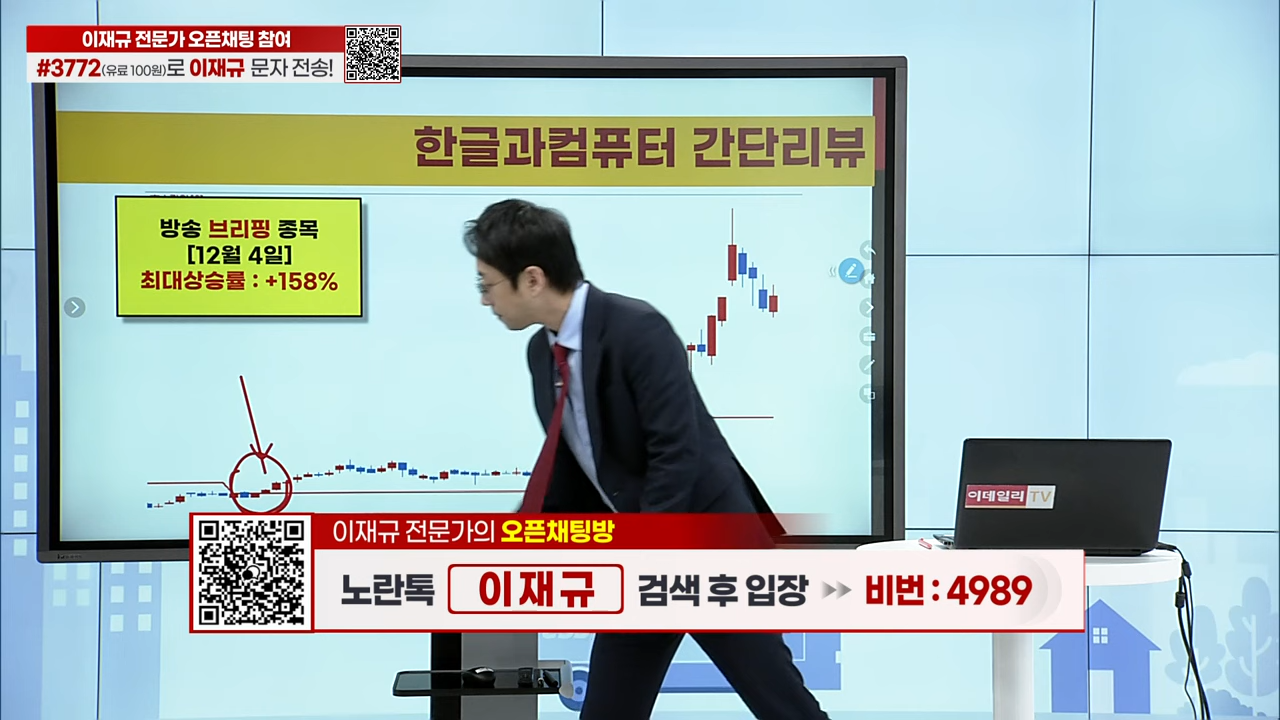 이재규 전문가 오픈채팅 참여
#3772(유료 100원)로 이재규 문자 전송!
한글과컴퓨터 간단리뷰
방송 브리핑 종목
[12월 4일]
최대상승률 : +158%
이데일리 TV
이재규 전문가의 오픈채팅방
노란톡 이재규 검색 후 입장 비번 : 4989